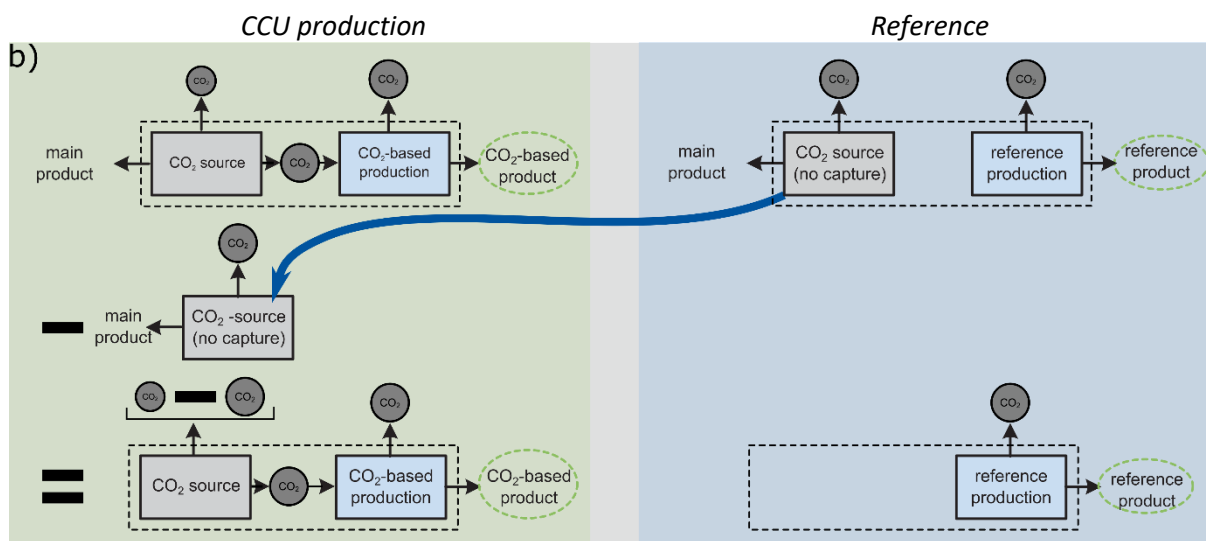 CCU production
Reference
b)
CO₂
CO₂
CO₂
CO₂
main
product
CO₂ source
CO₂
CO₂-based
production
CO₂-based
product
main
product
CO₂ source
(no capture)
reference
production
reference
product
CO₂
main
product
CO₂ -source
(no capture)
CO₂
CO₂
CO₂
CO₂
CO₂ source
CO₂
CO₂-based
production
CO₂-based
product
reference
production
reference
product